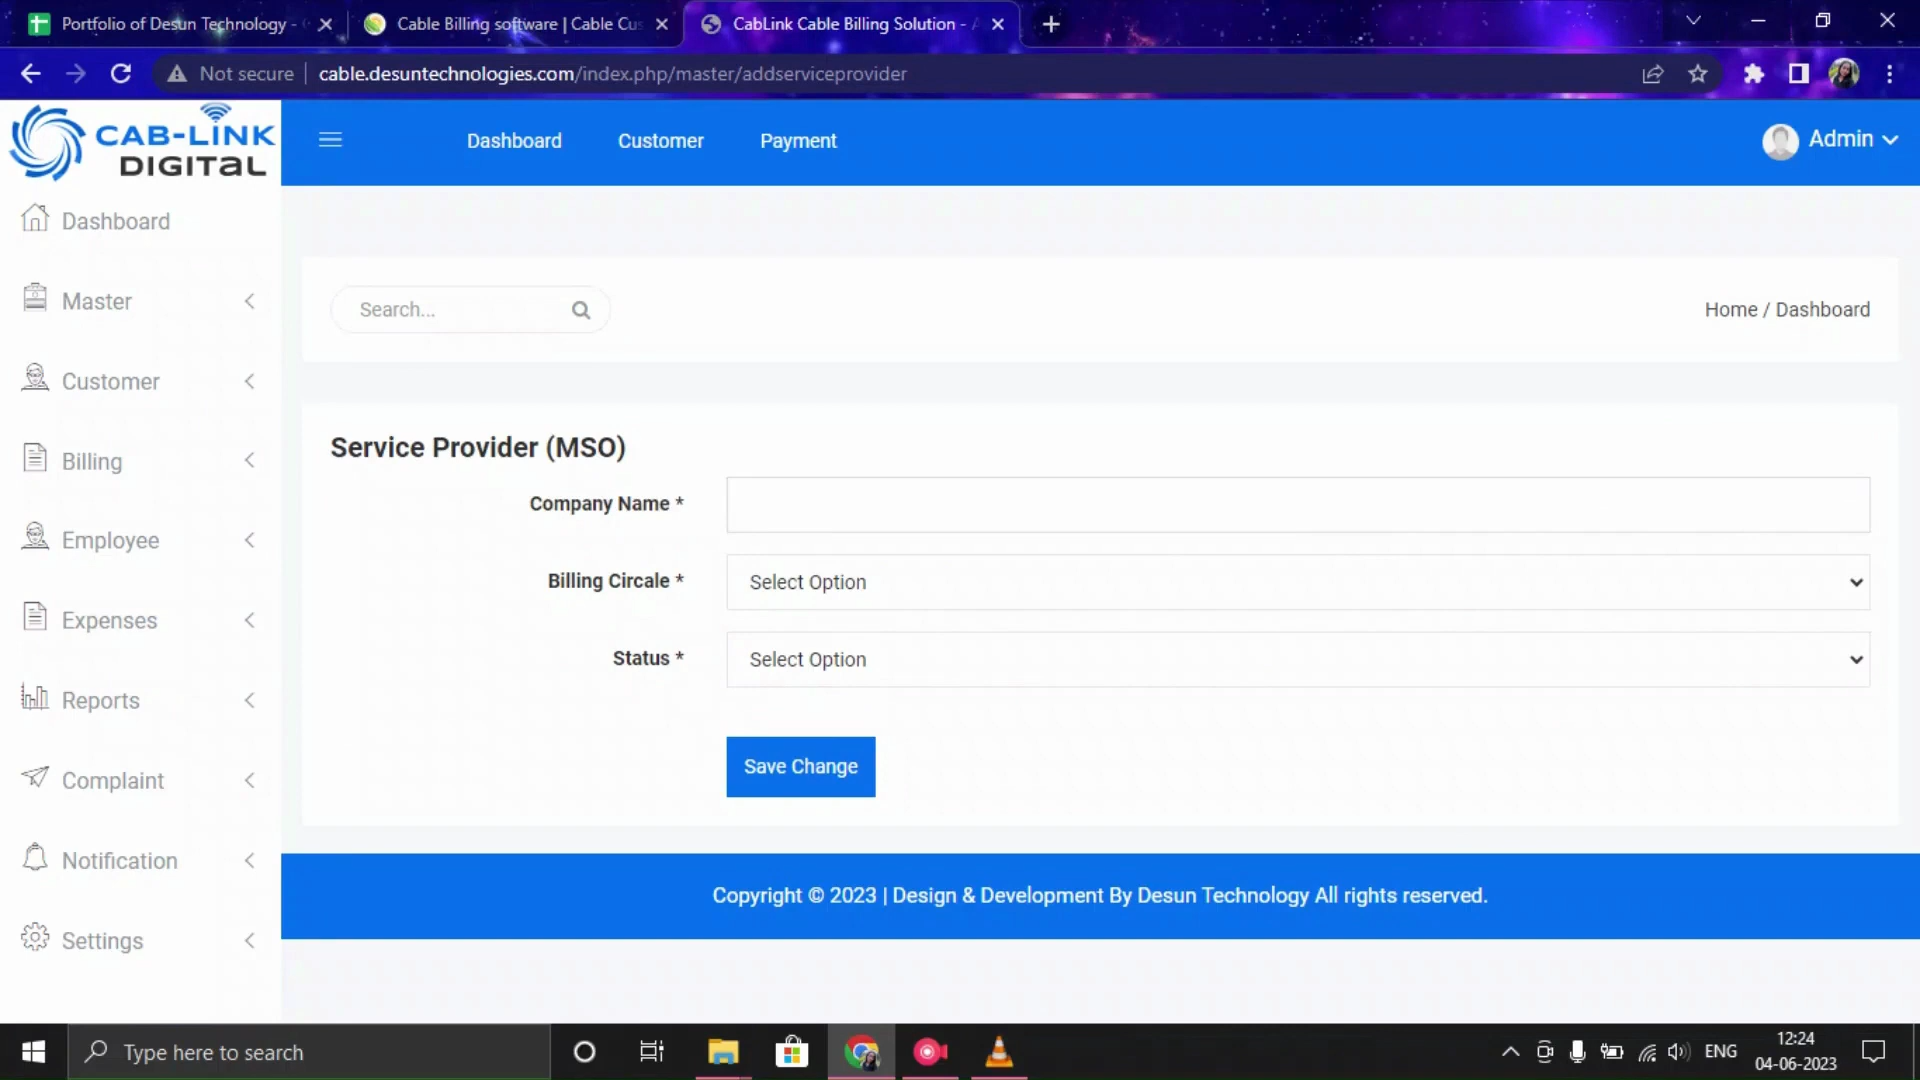 Portfolio of Desun Technology -
Cable Billing software | Cable Cus
CabLink Cable Billing Solution -
Not secure
cable.desuntechnologies.com/index.php/master/addserviceprovider
CAB-LINK
DIGITAL
Dashboard
Customer
Payment
Admin
Dashboard
Master
Customer
Billing
Employee
Expenses
Reports
Complaint
Notification
Settings
Search...
Home / Dashboard
Service Provider (MSO)
Company Name *
Billing Circale *
Select Option
Status *
Select Option
Save Change
Copyright © 2023 | Design & Development By Desun Technology All rights reserved.
Type here to search
ENG
12:24
04-06-2023